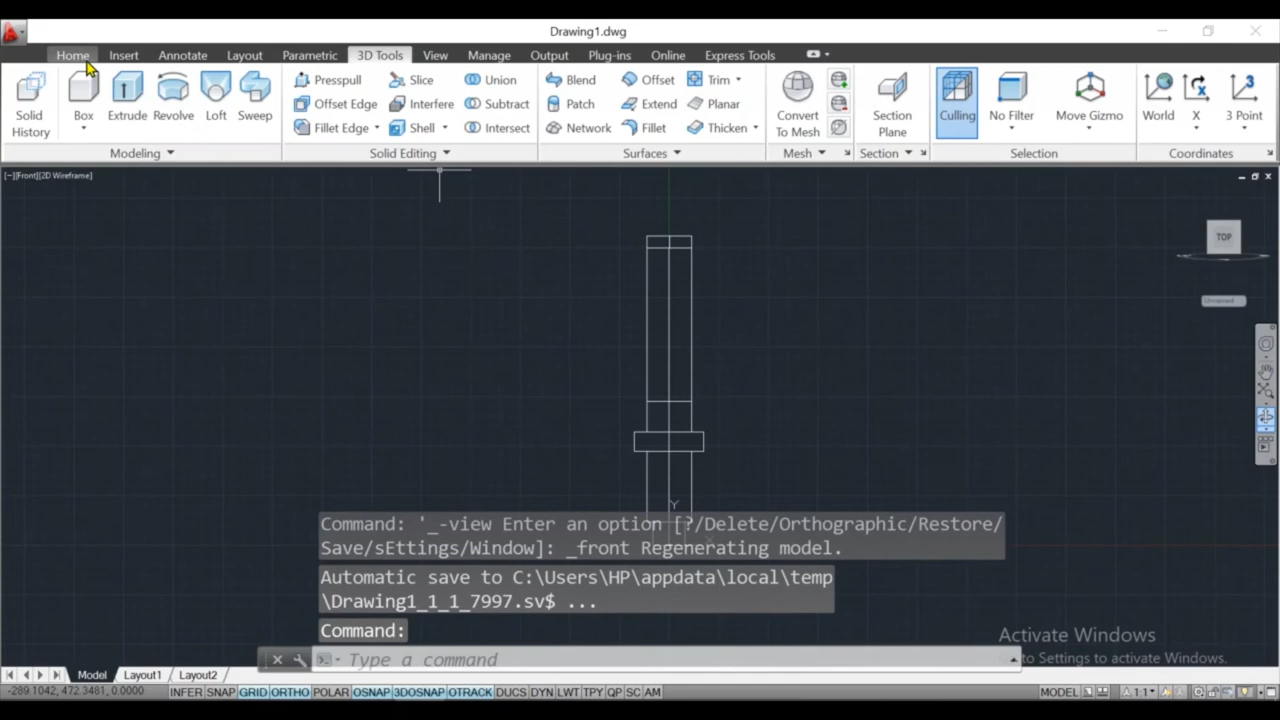 Drawing1.dwg
Home Insert Annotate Layout Parametric 3D Tools View Manage Output Plug-ins Online Express Tools
Solid History
Box
Extrude
Revolve
Loft
Sweep
Modeling
Presspull Slice Union
Offset Edge Interfere Subtract
Fillet Edge Shell Intersect
Solid Editing
Blend Offset Trim
Patch Extend Planar
Network Fillet Thicken
Surfaces
Convert To Mesh
Mesh
Section Plane
Section
Culling
No Filter
Move Gizmo
Selection
World
X
3 Point
Coordinates
[−][Front][2D Wireframe]
TOP
Unnamed
Y
Command: '_-view Enter an option [?/Delete/Orthographic/Restore/
Save/sEttings/Window]: _front Regenerating model.
Automatic save to C:\Users\HP\appdata\local\temp
\Drawing1_1_1_7997.sv$ ...
Command:
Type a command
Activate Windows
to Settings to activate Windows.
Model Layout1 Layout2
-289.1042, 472.3481, 0.0000 INFER SNAP GRID ORTHO POLAR OSNAP 3DOSNAP OTRACK DUCS DYN LWT TPY QP SC AM MODEL 1:1